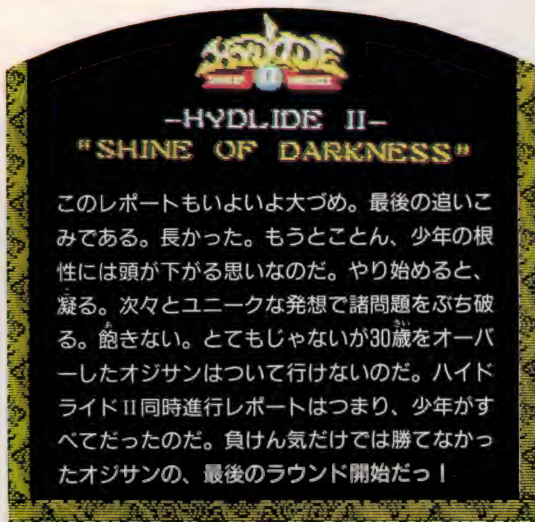 HYDLIDE
II
-HYDLIDE II-
"SHINE OF DARKNESS"
このレポートもいよいよ大づめ。最後の追いこ
みである。長かった。もうとことん、少年の根
性には頭が下がる思いなのだ。やり始めると、
凝る。次々とユニークな発想で諸問題をぶち破
る。飽きない。とてもじゃないが30歳をオーバ
ーしたオジサンはついて行けないのだ。ハイド
ライドII同時進行レポートはつまり、少年がす
べてだったのだ。負けん気だけでは勝てなかっ
たオジサンの、最後のラウンド開始だっ！